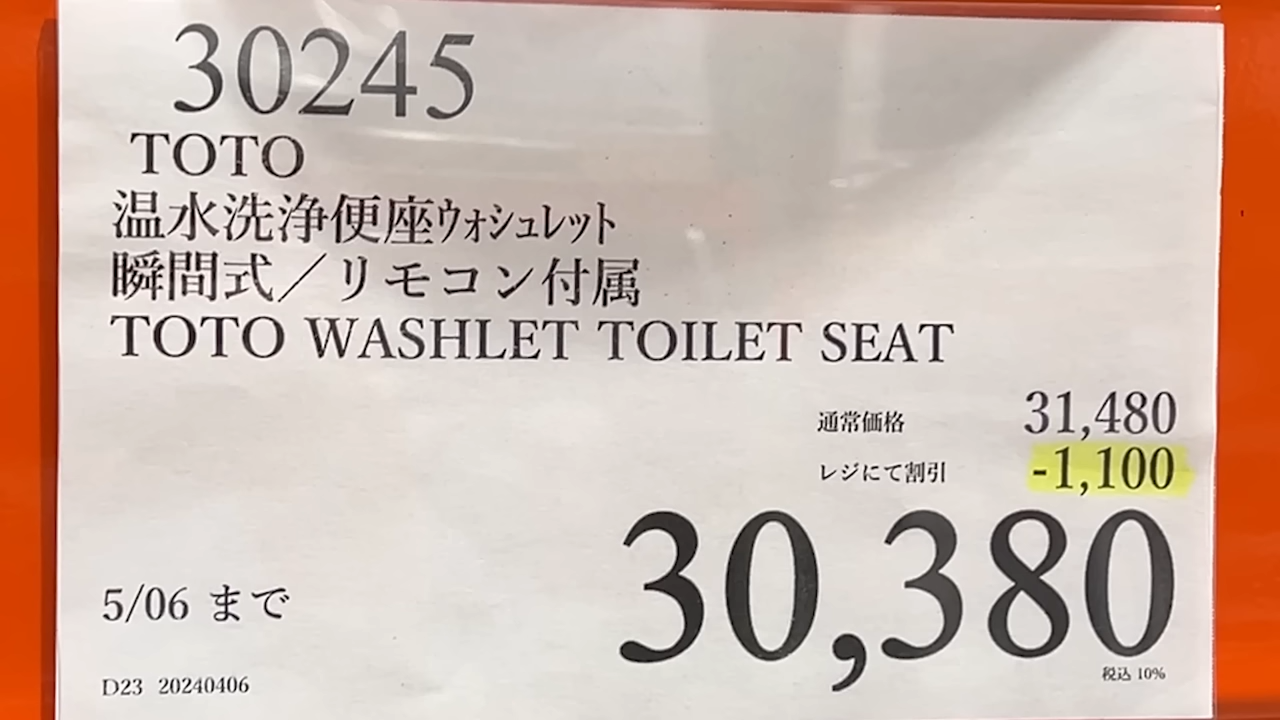 30245
TOTO
温水洗浄便座ｳｫｼｭﾚｯﾄ
瞬間式／リモコン付属
TOTO WASHLET TOILET SEAT
通常価格 31,480
レジにて割引 -1,100
30,380
税込 10%
5/06 まで
D23 20240406